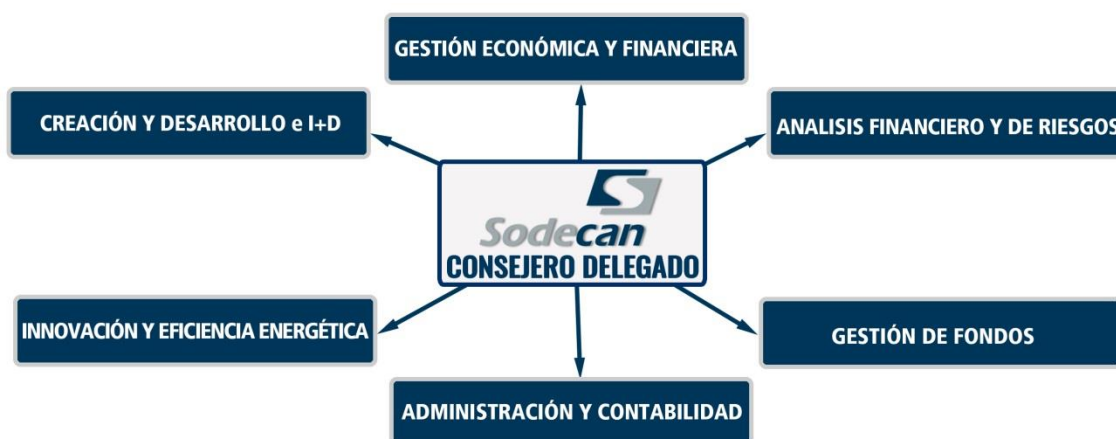 GESTIÓN ECONÓMICA Y FINANCIERA
CREACIÓN Y DESARROLLO e I+D
ANALISIS FINANCIERO Y DE RIESGOS
Sodecan
CONSEJERO DELEGADO
INNOVACIÓN Y EFICIENCIA ENERGÉTICA
GESTIÓN DE FONDOS
ADMINISTRACIÓN Y CONTABILIDAD